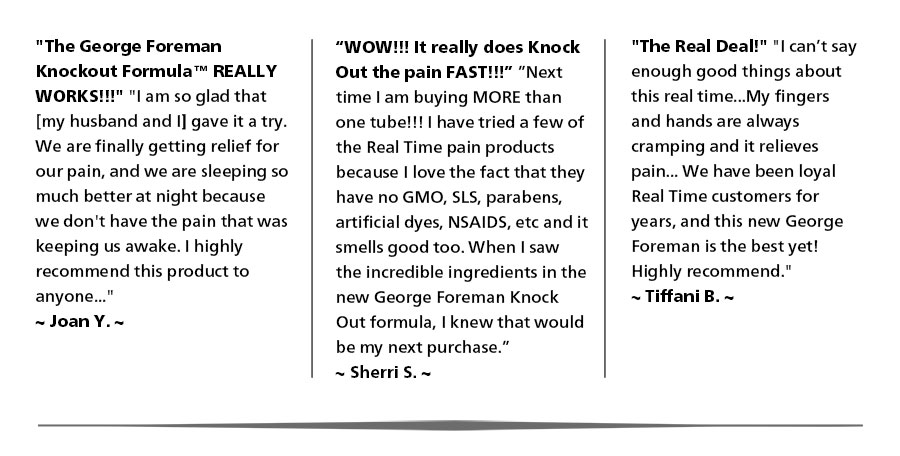 "The George Foreman
Knockout Formula™ REALLY
WORKS!!!" "I am so glad that
[my husband and I] gave it a try.
We are finally getting relief for
our pain, and we are sleeping so
much better at night because
we don't have the pain that was
keeping us awake. I highly
recommend this product to
anyone..."
~ Joan Y. ~
“WOW!!! It really does Knock
Out the pain FAST!!!” ”Next
time I am buying MORE than
one tube!!! I have tried a few of
the Real Time pain products
because I love the fact that they
have no GMO, SLS, parabens,
artificial dyes, NSAIDS, etc and it
smells good too. When I saw
the incredible ingredients in the
new George Foreman Knock
Out formula, I knew that would
be my next purchase.”
~ Sherri S. ~
"The Real Deal!" "I can’t say
enough good things about
this real time...My fingers
and hands are always
cramping and it relieves
pain... We have been loyal
Real Time customers for
years, and this new George
Foreman is the best yet!
Highly recommend."
~ Tiffani B. ~